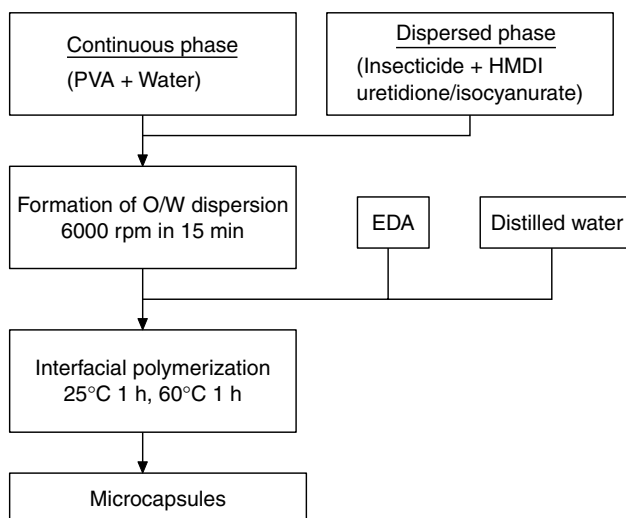 Continuous phase
(PVA + Water)
Dispersed phase
(Insecticide + HMDI
uretidione/isocyanurate)
Formation of O/W dispersion
6000 rpm in 15 min
EDA
Distilled water
Interfacial polymerization
25°C 1 h, 60°C 1 h
Microcapsules